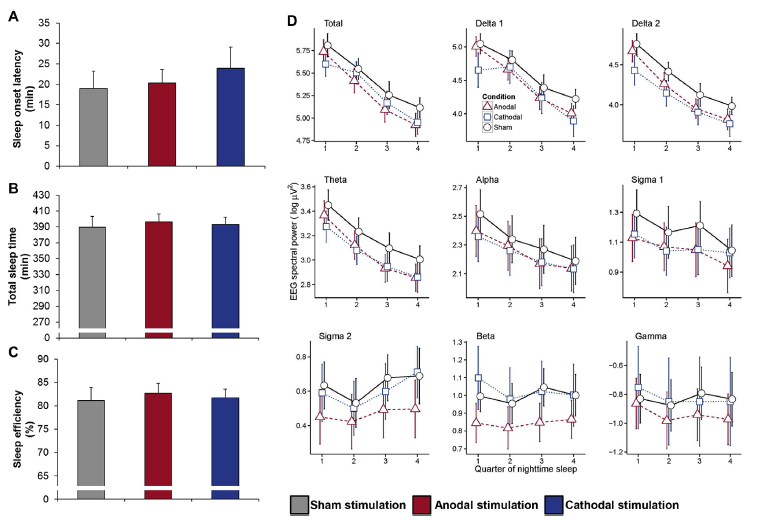 A
Sleep onset latency
(min)
35
30
25
20
15
10
5
0
B
Total sleep time
(min)
430
410
390
370
350
330
310
290
270
0
C
Sleep efficiency
(%)
90
85
80
75
70
65
0
D
Total
5.75
5.50
5.25
5.00
4.75
1 2 3 4
Delta 1
5.0
4.5
4.0
Condition
Anodal
Cathodal
Sham
1 2 3 4
Delta 2
4.5
4.0
1 2 3 4
EEG spectral power ( log µV²)
Theta
3.6
3.2
3.0
2.8
1 2 3 4
Alpha
2.7
2.5
2.3
2.1
1 2 3 4
Sigma 1
1.3
1.1
0.9
1 2 3 4
Sigma 2
0.8
0.6
0.4
1 2 3 4
Beta
1.3
1.2
1.1
1.0
0.9
0.8
0.7
1 2 3 4
Gamma
−0.6
−0.8
−1.0
−1.2
1 2 3 4
Quarter of nighttime sleep
Sham stimulation Anodal stimulation Cathodal stimulation